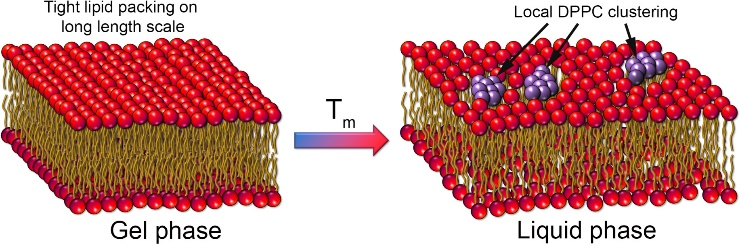 Tight lipid packing on
long length scale
Local DPPC clustering
Tm
Gel phase
Liquid phase